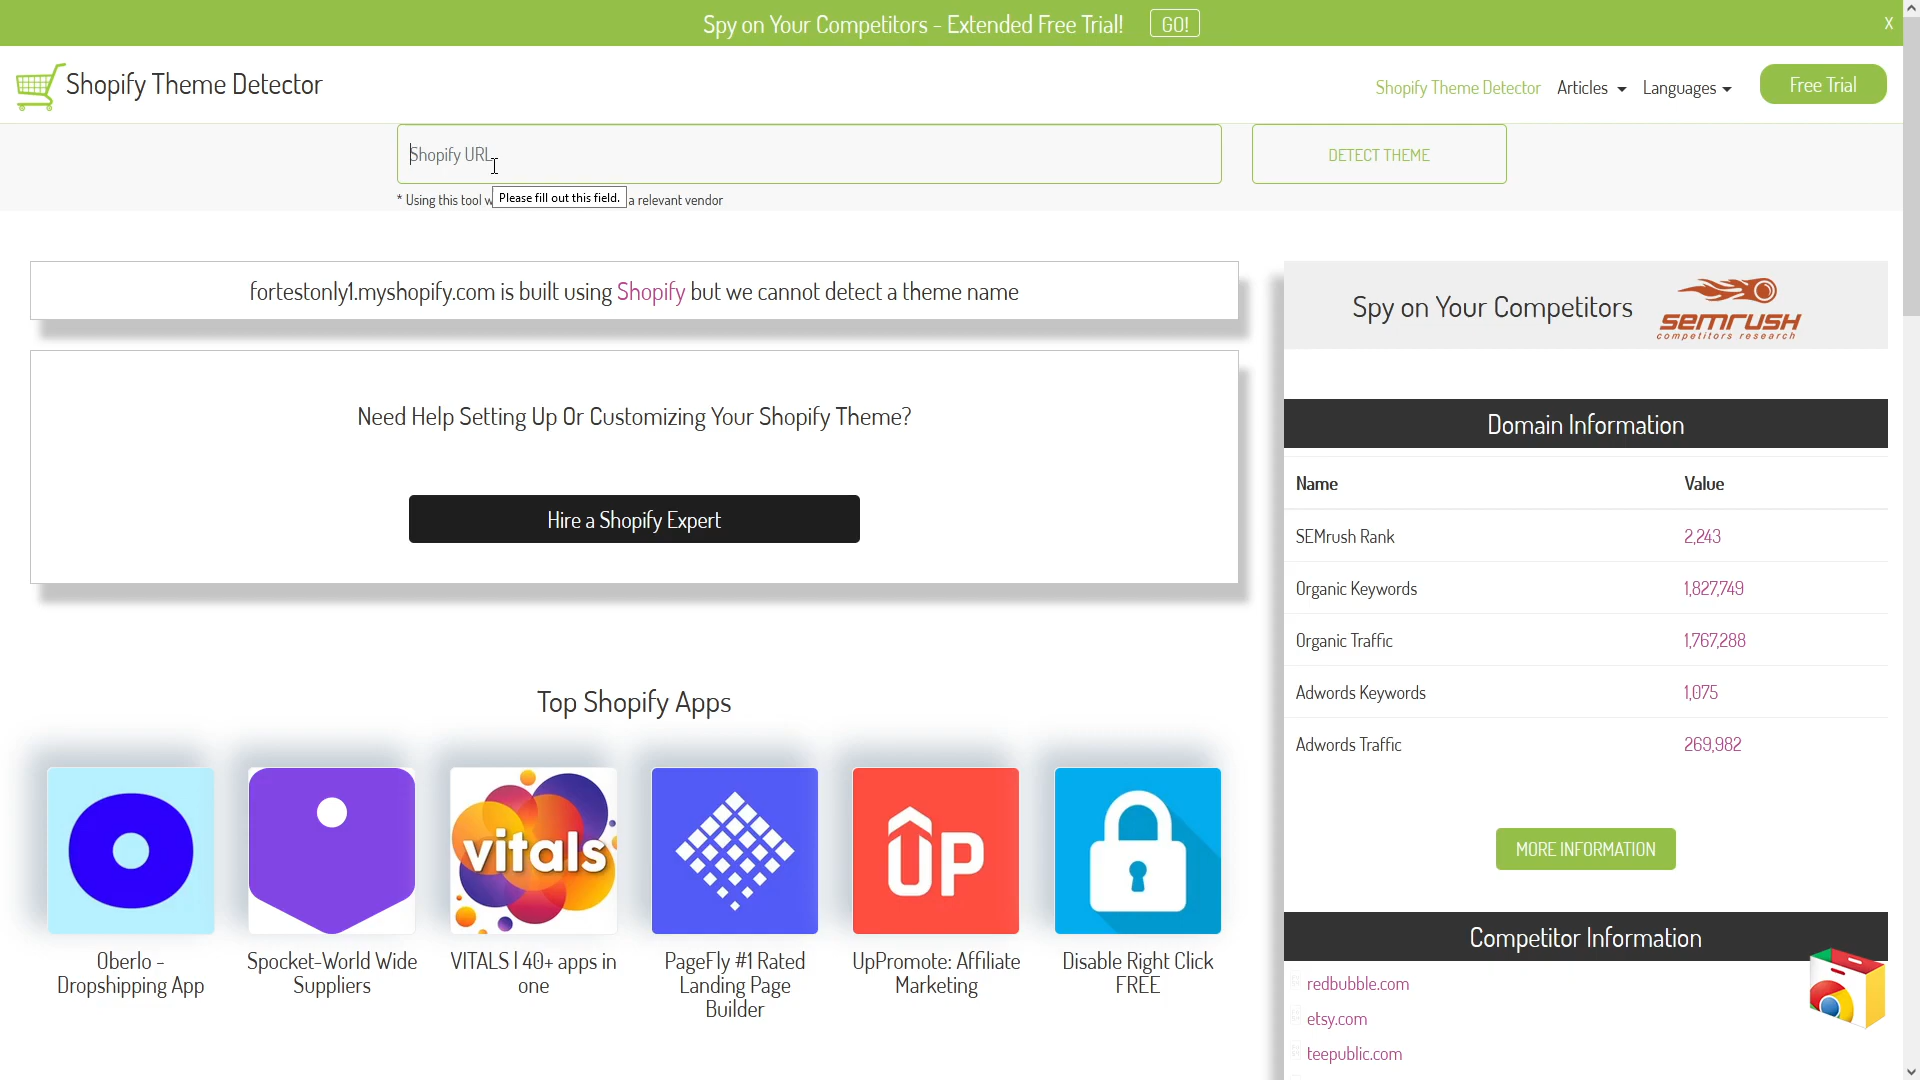 Spy on Your Competitors - Extended Free Trial!
GO!
X
Shopify Theme Detector
Shopify Theme Detector
Articles
Languages
Free Trial
Shopify URL
DETECT THEME
* Using this tool w
Please fill out this field.
a relevant vendor
fortestonly1.myshopify.com is built using Shopify but we cannot detect a theme name
Need Help Setting Up Or Customizing Your Shopify Theme?
Hire a Shopify Expert
Top Shopify Apps
vitals
UP
Oberlo -
Dropshipping App
Spocket-World Wide
Suppliers
VITALS | 40+ apps in
one
PageFly #1 Rated
Landing Page
Builder
UpPromote: Affiliate
Marketing
Disable Right Click
FREE
Spy on Your Competitors
semrush
competitors research
Domain Information
Name Value
SEMrush Rank 2,243
Organic Keywords 1,827,749
Organic Traffic 1,767,288
Adwords Keywords 1,075
Adwords Traffic 269,982
MORE INFORMATION
Competitor Information
redbubble.com
etsy.com
teepublic.com